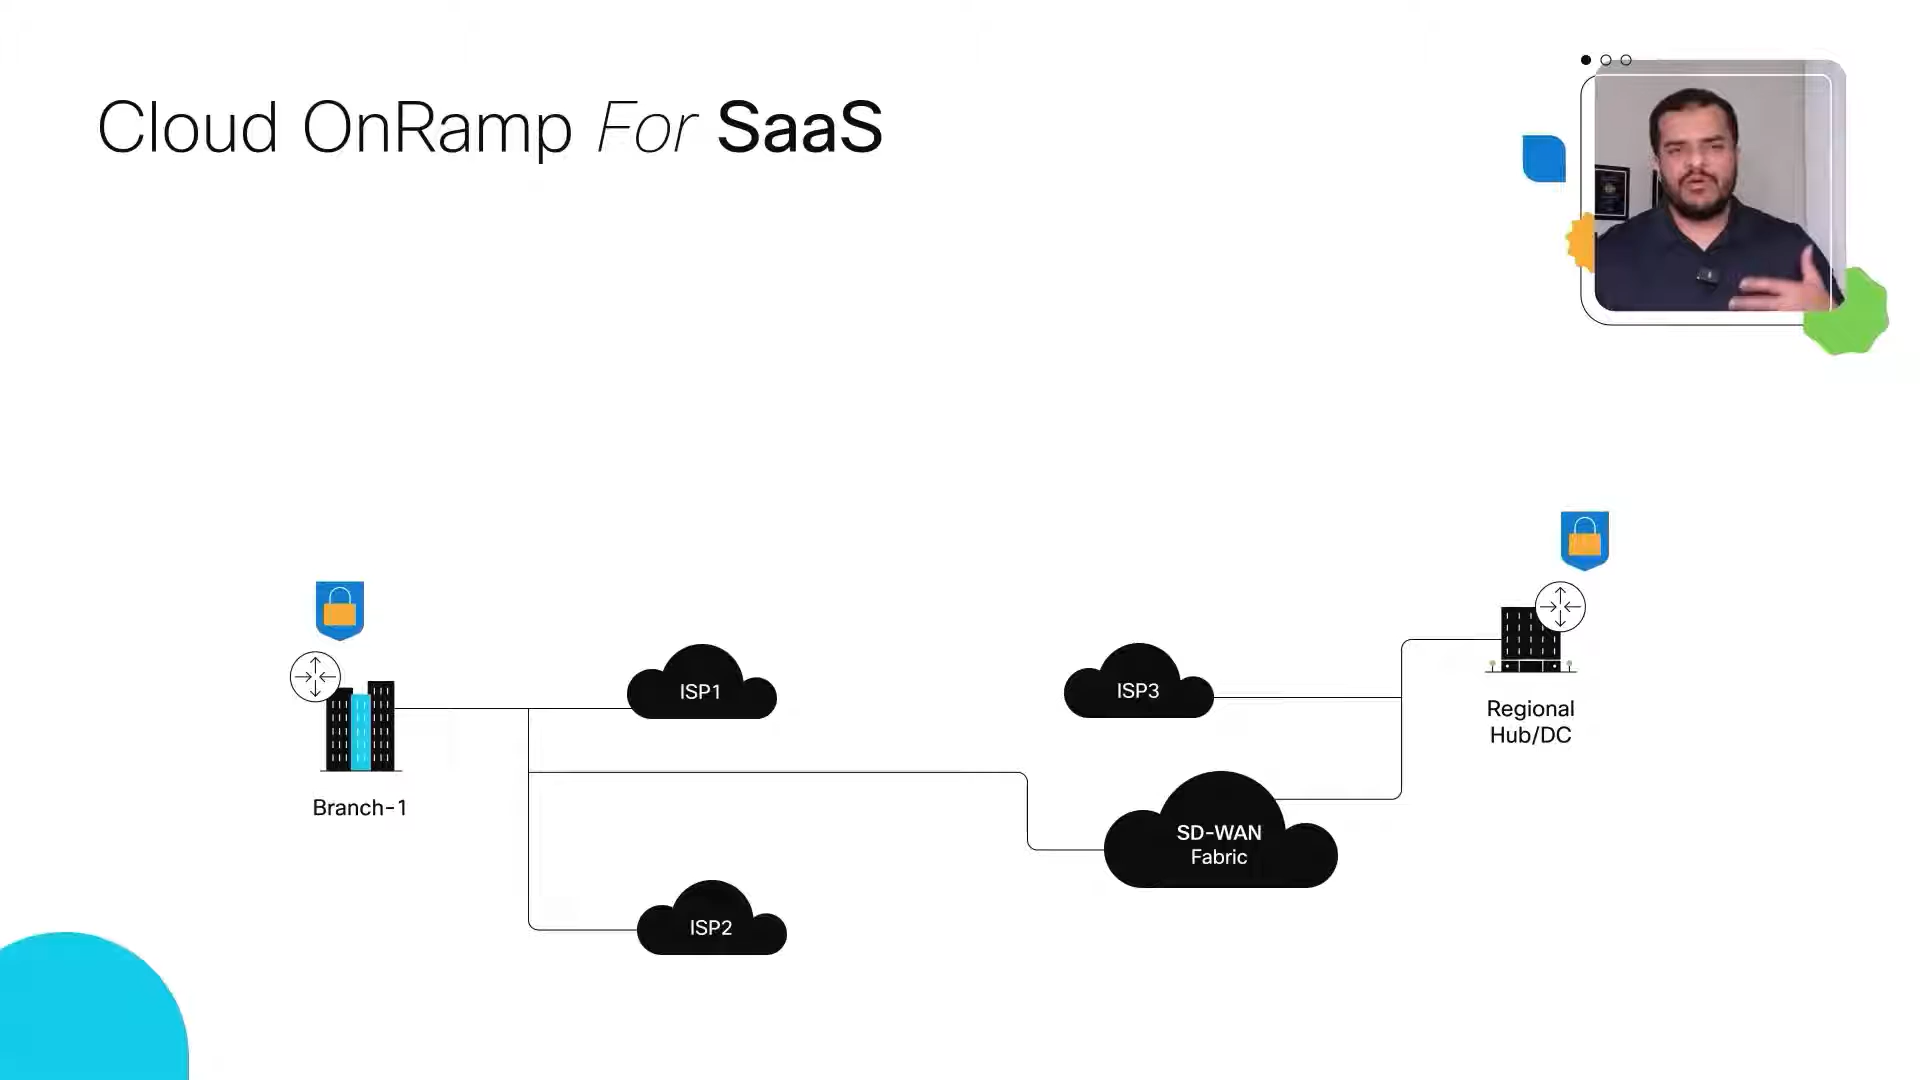 Cloud OnRamp For SaaS
ISP1
ISP3
Regional
Hub/DC
Branch-1
SD-WAN
Fabric
ISP2